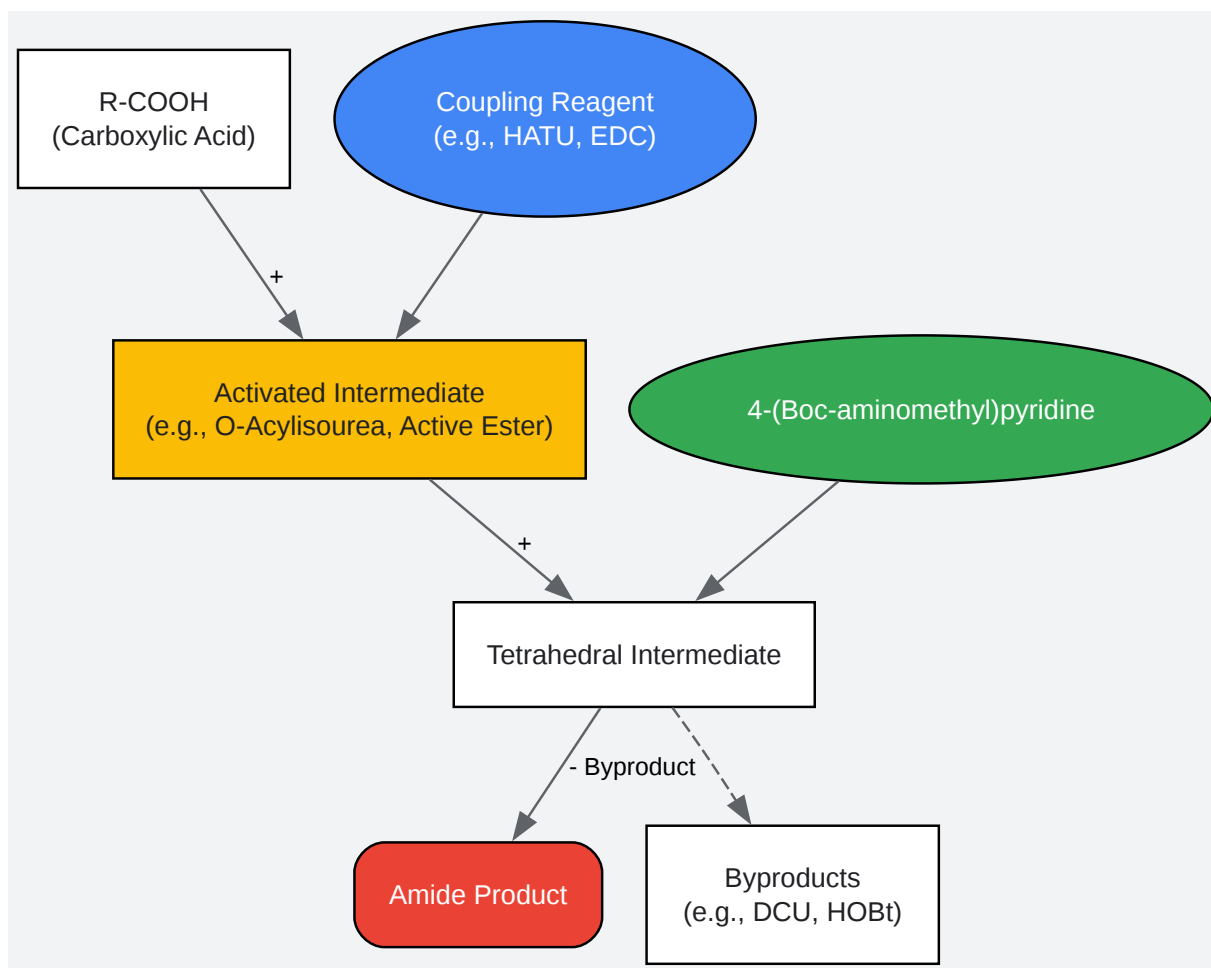 R-COOH
(Carboxylic Acid)
Coupling Reagent
(e.g., HATU, EDC)
+
Activated Intermediate
(e.g., O-Acylisourea, Active Ester)
4-(Boc-aminomethyl)pyridine
+
Tetrahedral Intermediate
- Byproduct
Amide Product
Byproducts
(e.g., DCU, HOBt)